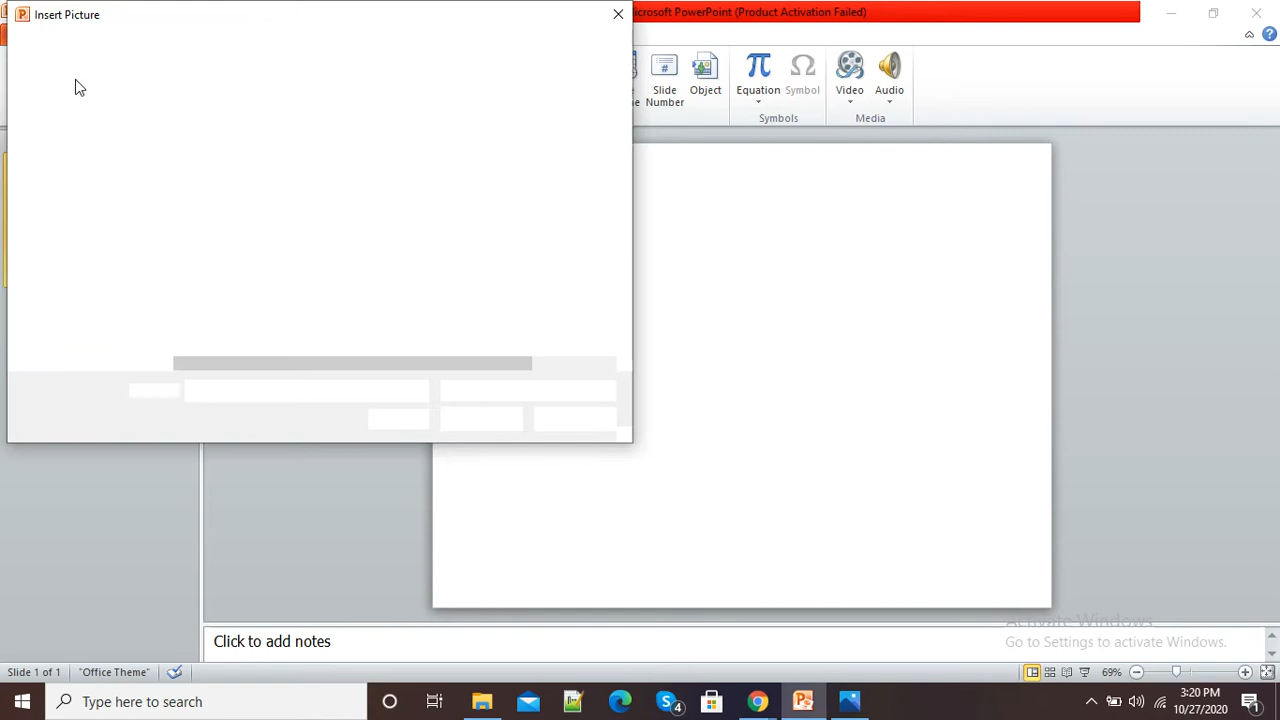 Insert Picture
icrosoft PowerPoint (Product Activation Failed)
Slide
Number
Object
Equation
Symbol
Symbols
Video
Audio
Media
Click to add notes
Activate Windows
Go to Settings to activate Windows.
Slide 1 of 1
"Office Theme"
69%
Type here to search
4
3:20 PM
10/27/2020
1